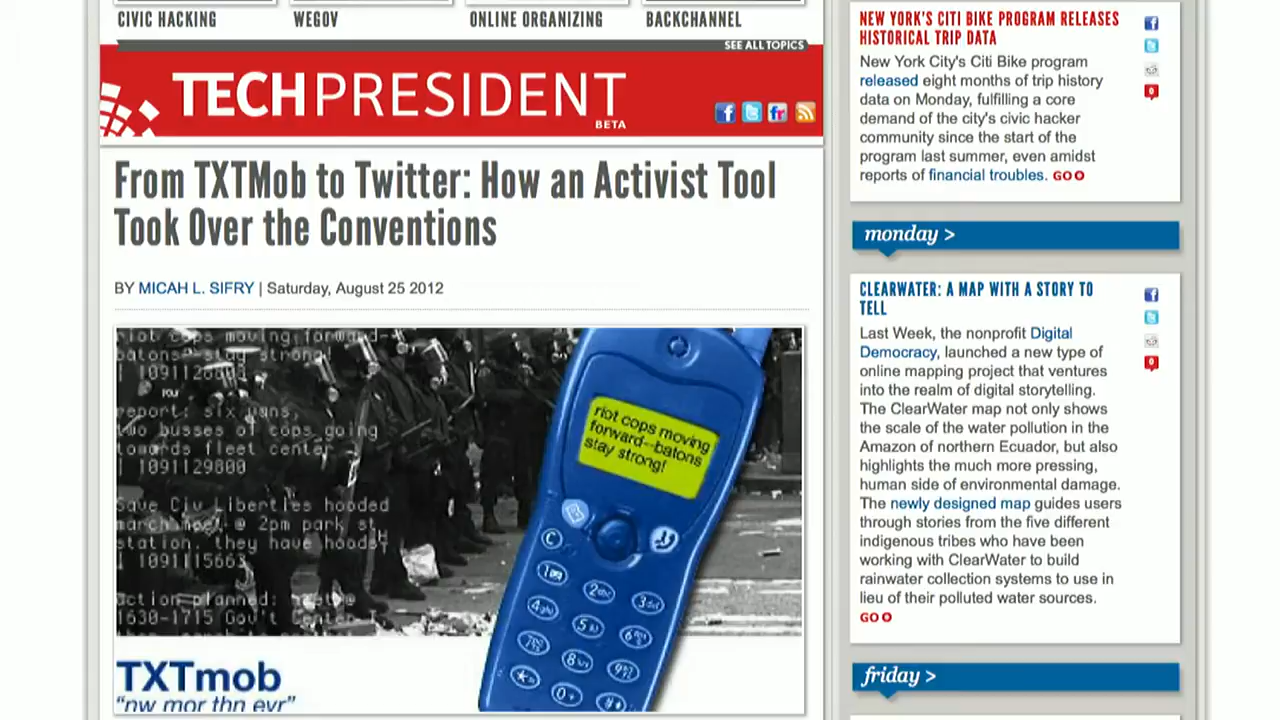 CIVIC HACKING
WEGOV
ONLINE ORGANIZING
BACKCHANNEL
SEE ALL TOPICS
TECHPRESIDENT
BETA
From TXTMob to Twitter: How an Activist Tool
Took Over the Conventions
BY MICAH L. SIFRY | Saturday, August 25 2012
riot cops moving forward-
batons--stay strong!
report: six vans,
two busses of cops going
towards fleet center
| 1091129800
Save Civ Liberties hooded
march meet @ 2pm park st
station. they have hoods
| 1091115663
action planned:
1630-1715 Gov't Center
riot cops moving
forward--batons
stay strong!
TXTmob
"nw mor thn evr"
NEW YORK'S CITI BIKE PROGRAM RELEASES
HISTORICAL TRIP DATA
New York City's Citi Bike program
released eight months of trip history
data on Monday, fulfilling a core
demand of the city's civic hacker
community since the start of the
program last summer, even amidst
reports of financial troubles. GO
monday >
CLEARWATER: A MAP WITH A STORY TO
TELL
Last Week, the nonprofit Digital
Democracy, launched a new type of
online mapping project that ventures
into the realm of digital storytelling.
The ClearWater map not only shows
the scale of the water pollution in the
Amazon of northern Ecuador, but also
highlights the much more pressing,
human side of environmental damage.
The newly designed map guides users
through stories from the five different
indigenous tribes who have been
working with ClearWater to build
rainwater collection systems to use in
lieu of their polluted water sources.
GO
friday >